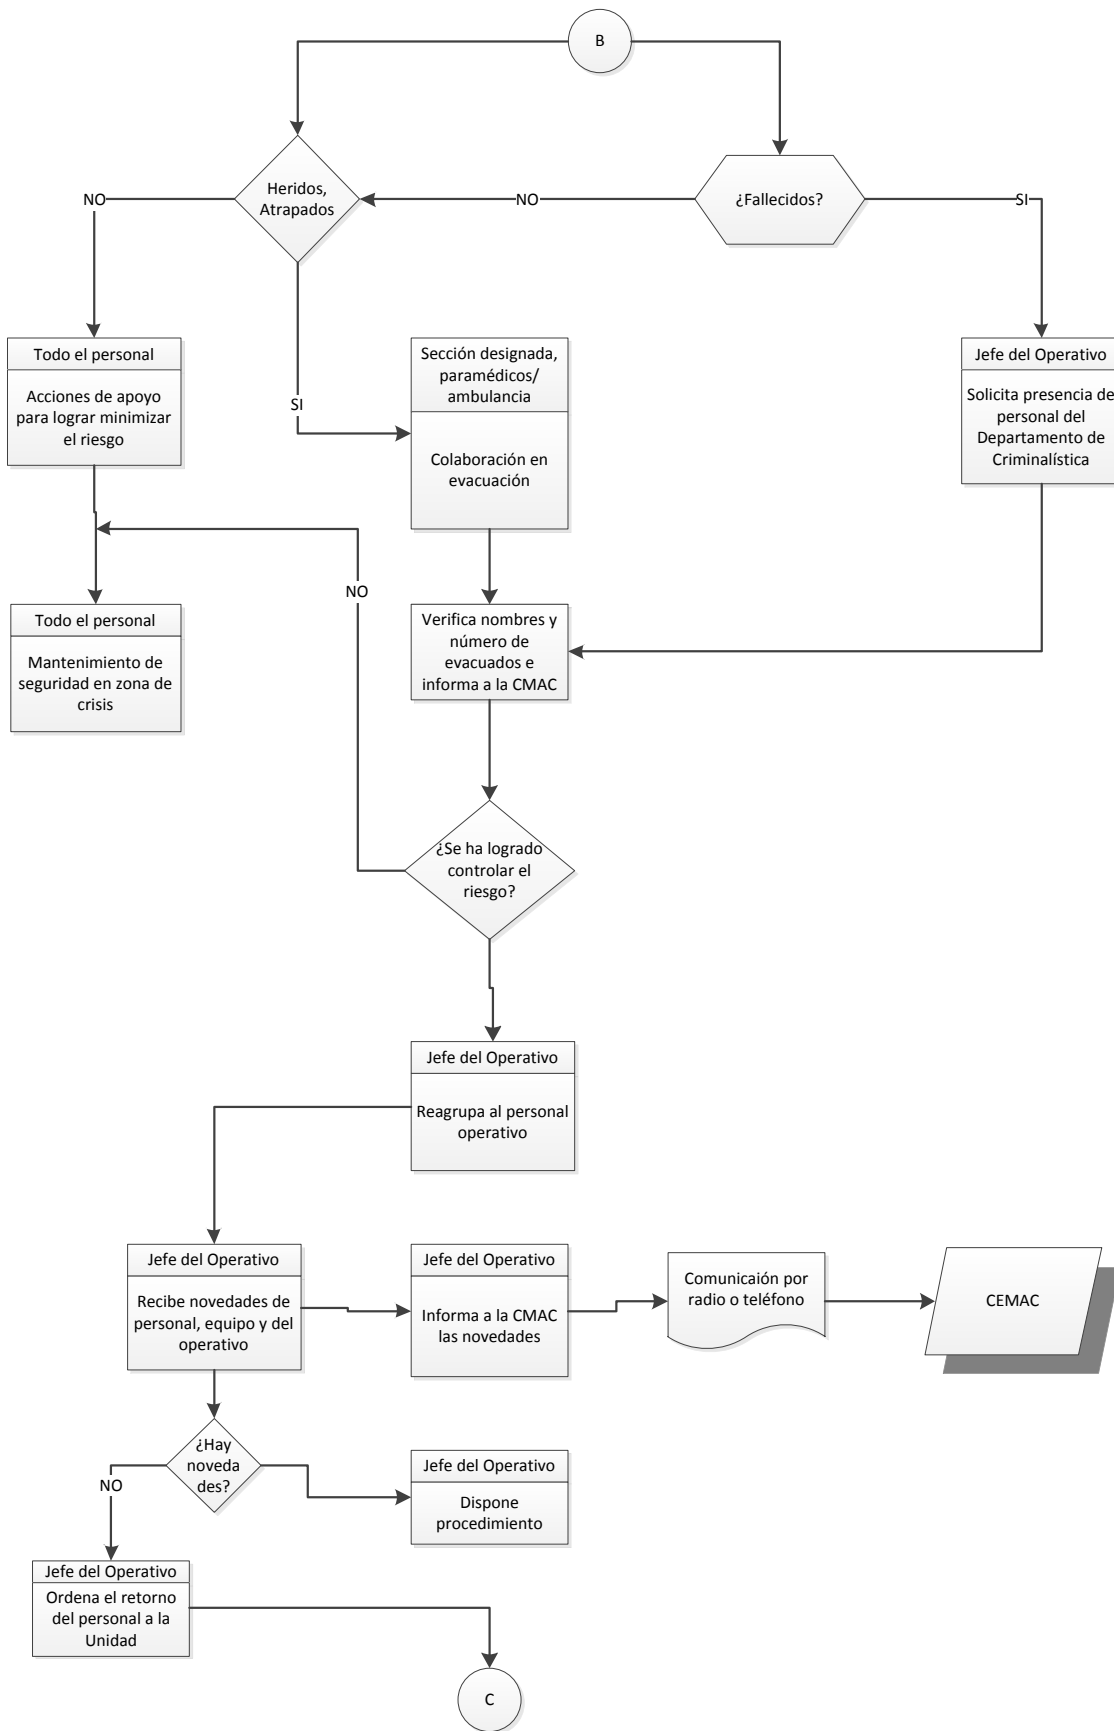 B
Heridos,
Atrapados
¿Fallecidos?
NO
NO
SI
Todo el personal
Acciones de apoyo
para lograr minimizar
el riesgo
SI
Sección designada,
paramédicos/
ambulancia
Colaboración en
evacuación
Jefe del Operativo
Solicita presencia de
personal del
Departamento de
Criminalística
NO
Todo el personal
Mantenimiento de
seguridad en zona de
crisis
Verifica nombres y
número de
evacuados e
informa a la CMAC
¿Se ha logrado
controlar el
riesgo?
Jefe del Operativo
Reagrupa al personal
operativo
Jefe del Operativo
Recibe novedades de
personal, equipo y del
operativo
Jefe del Operativo
Informa a la CMAC
las novedades
Comunicaión por
radio o teléfono
CEMAC
¿Hay
noveda
des?
NO
Jefe del Operativo
Dispone
procedimiento
Jefe del Operativo
Ordena el retorno
del personal a la
Unidad
C